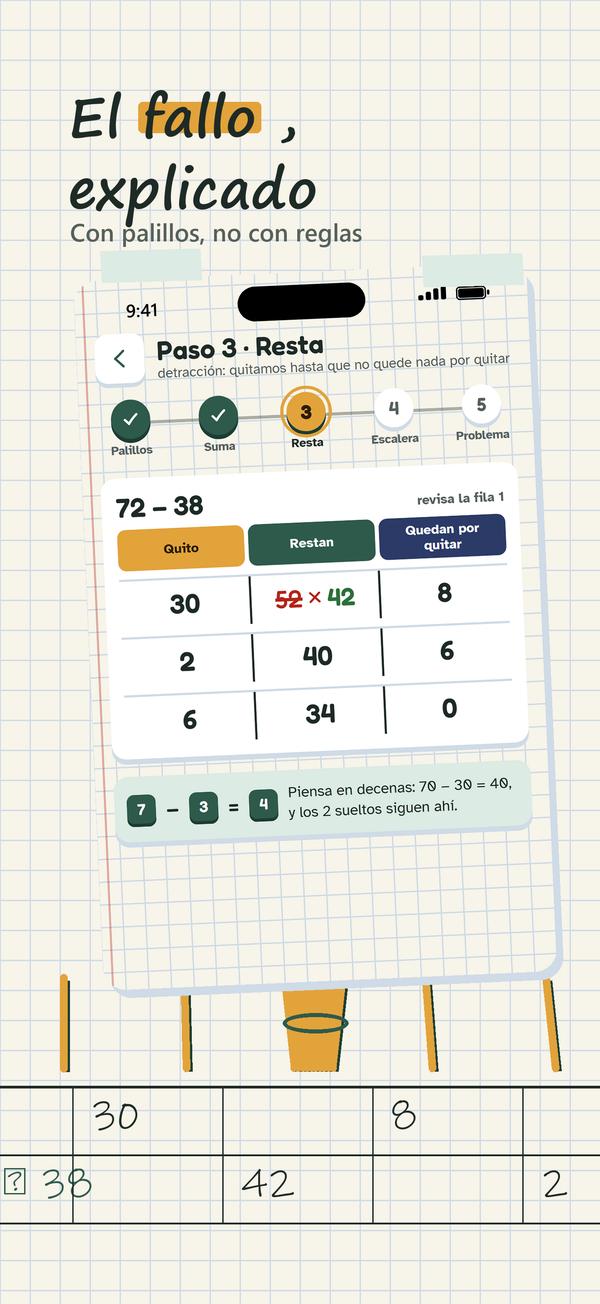 El fallo ,
explicado
Con palillos, no con reglas
9:41
Paso 3 · Resta
detracción: quitamos hasta que no quede nada por quitar
3 4 5
Palillos Suma Resta Escalera Problema
72 – 38 revisa la fila 1
Quito Restan Quedan por
quitar
30 52 × 42 8
2 40 6
6 34 0
7 – 3 = 4 Piensa en decenas: 70 – 30 = 40,
y los 2 sueltos siguen ahí.
30 8
38 42 2